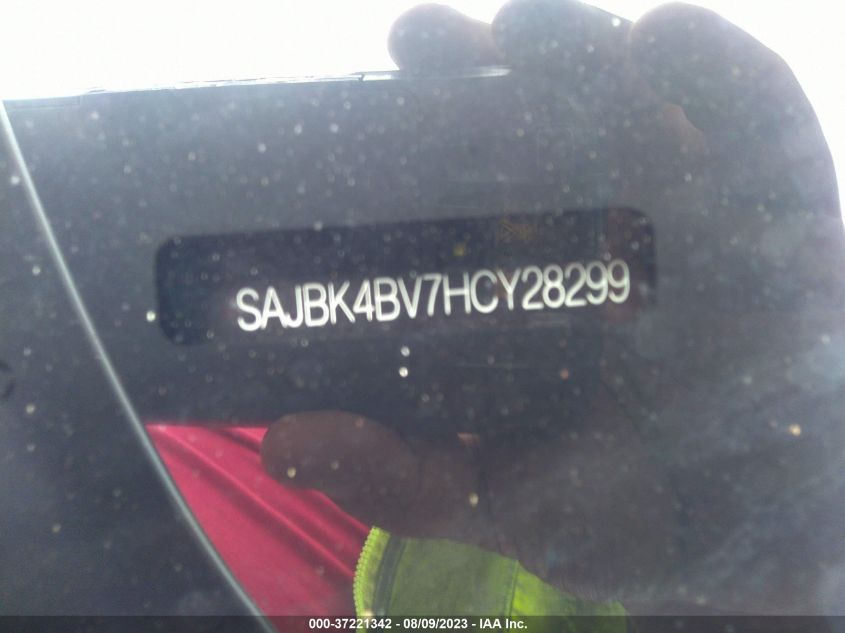 SAJBK4BV7HCY28299
000-37221342 - 08/09/2023 - IAA Inc.